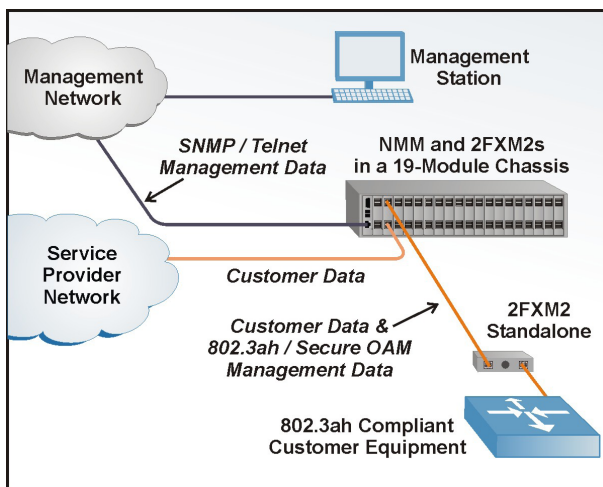 Management
Network
Management
Station
SNMP / Telnet
Management Data
NMM and 2FXM2s
in a 19-Module Chassis
Service
Provider
Network
Customer Data
Customer Data &
802.3ah / Secure OAM
Management Data
2FXM2
Standalone
802.3ah Compliant
Customer Equipment